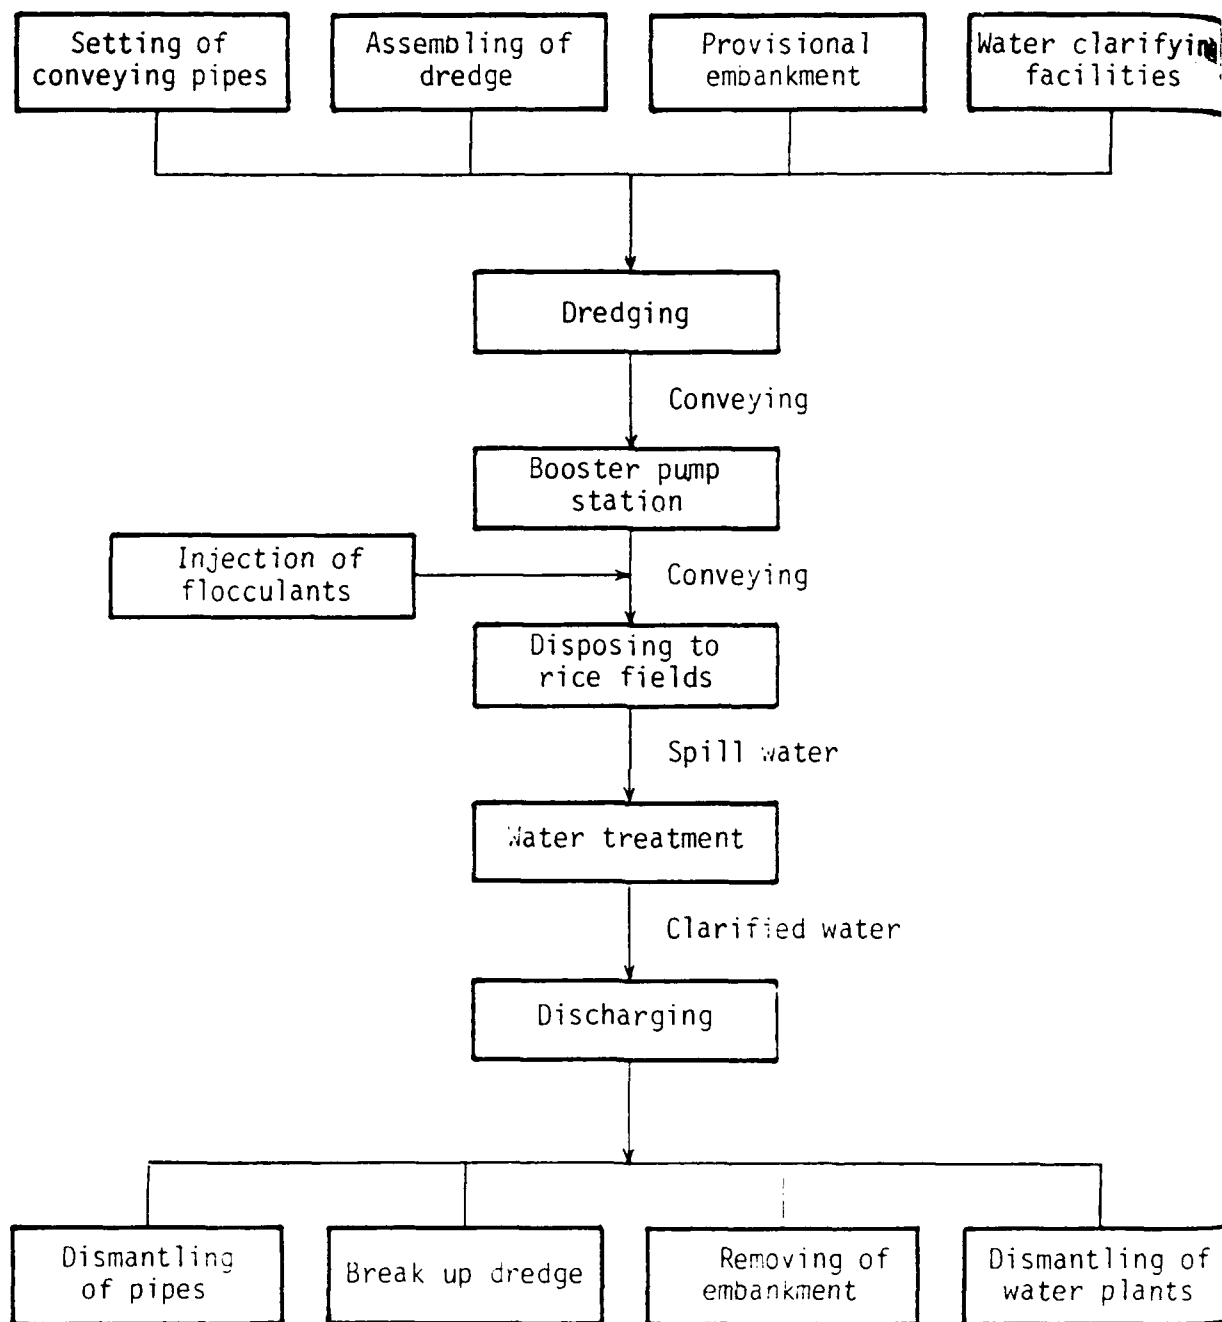 Setting of
conveying pipes
Assembling of
dredge
Provisional
embankment
Water clarifying
facilities
Dredging
Conveying
Booster pump
station
Injection of
flocculants
Conveying
Disposing to
rice fields
Spill water
Water treatment
Clarified water
Discharging
Dismantling
of pipes
Break up dredge
Removing of
embankment
Dismantling of
water plants